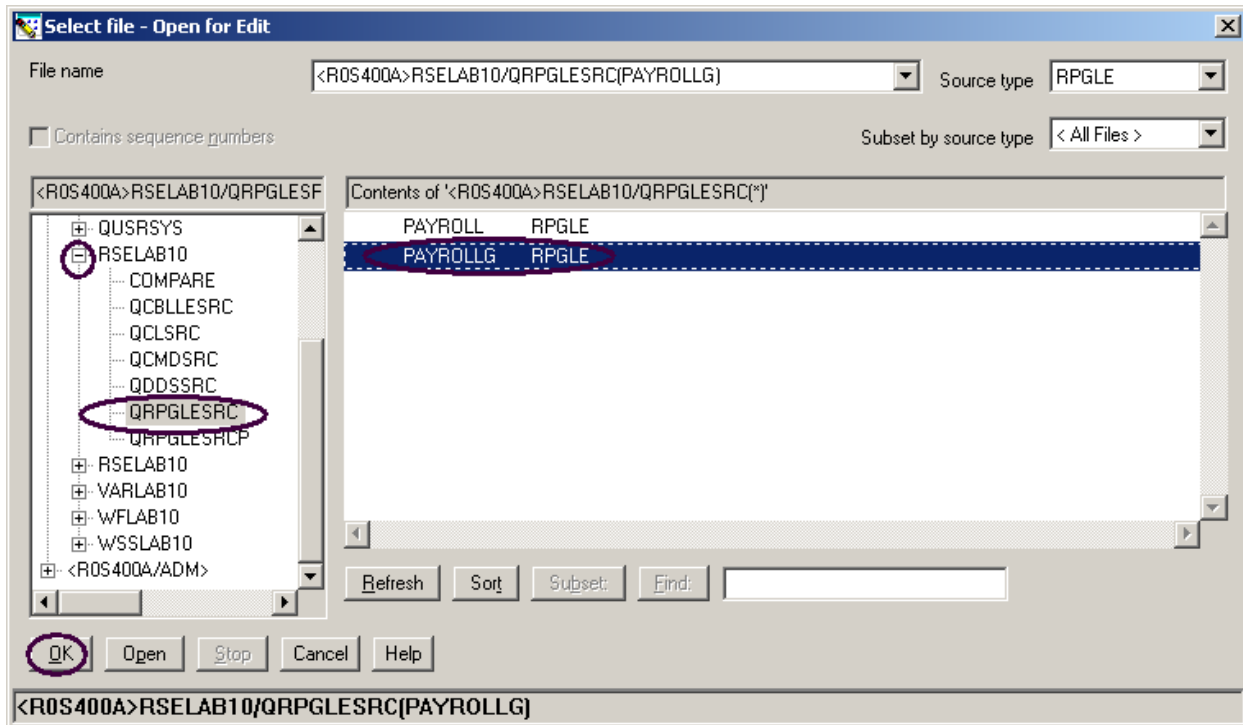 Select file - Open for Edit
File name
<R0S400A>RSELAB10/QRPGLESRC(PAYROLLG)
Source type
RPGLE
Contains sequence numbers
Subset by source type
< All Files >
<R0S400A>RSELAB10/QRPGLESF
Contents of '<R0S400A>RSELAB10/QRPGLESRC(*)'
QUSRSYS
RSELAB10
COMPARE
QCBLLESRC
QCLSRC
QCMDSRC
QDDSSRC
QRPGLESRC
QRPGLESRCP
RSELAB10
VARLAB10
WFLAB10
WSSLAB10
<R0S400A/ADM>
PAYROLL RPGLE
PAYROLLG RPGLE
Refresh Sort Subset: Find:
OK Open Stop Cancel Help
<R0S400A>RSELAB10/QRPGLESRC(PAYROLLG)